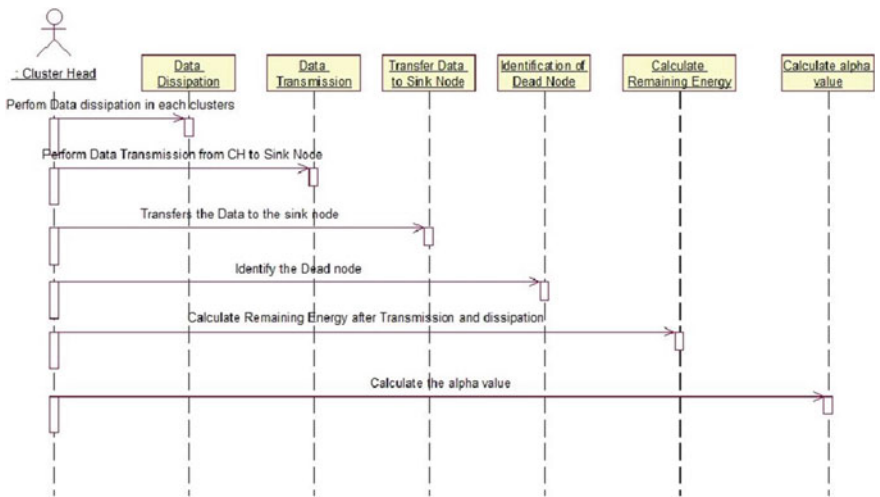 : Cluster Head
Data
Dissipation
Data
Transmission
Transfer Data
to Sink Node
Identification of
Dead Node
Calculate
Remaining Energy
Calculate alpha
value
Perfom Data dissipation in each clusters
Perform Data Transmission from CH to Sink Node
Transfers the Data to the sink node
Identify the Dead node
Calculate Remaining Energy after Transmission and dissipation
Calculate the alpha value